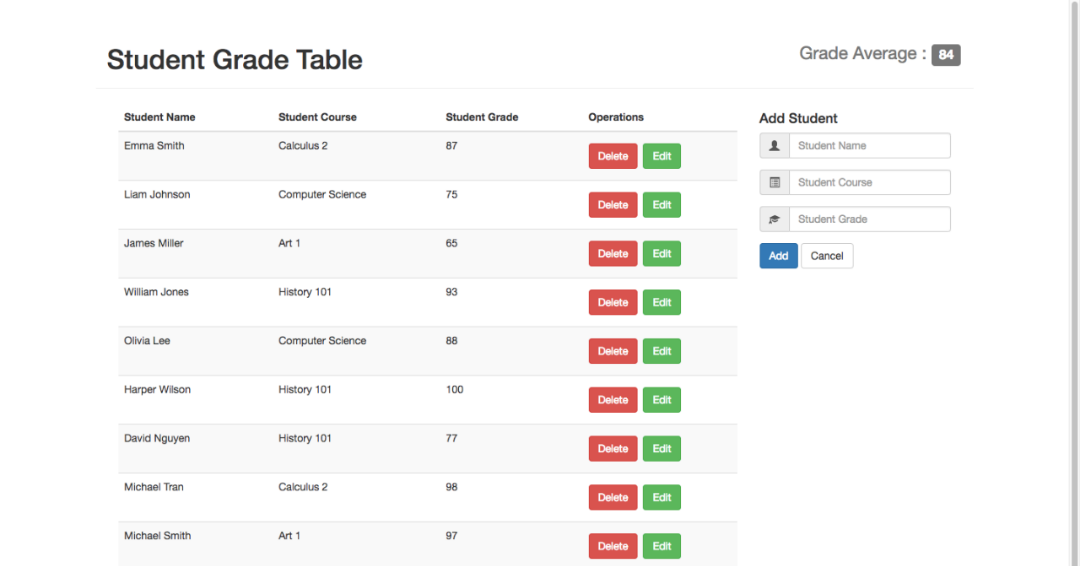 Student Grade Table
Grade Average : 84
Student Name Student Course Student Grade Operations
Emma Smith Calculus 2 87 Delete Edit
Liam Johnson Computer Science 75 Delete Edit
James Miller Art 1 65 Delete Edit
William Jones History 101 93 Delete Edit
Olivia Lee Computer Science 88 Delete Edit
Harper Wilson History 101 100 Delete Edit
David Nguyen History 101 77 Delete Edit
Michael Tran Calculus 2 98 Delete Edit
Michael Smith Art 1 97 Delete Edit
Add Student
Student Name
Student Course
Student Grade
Add Cancel